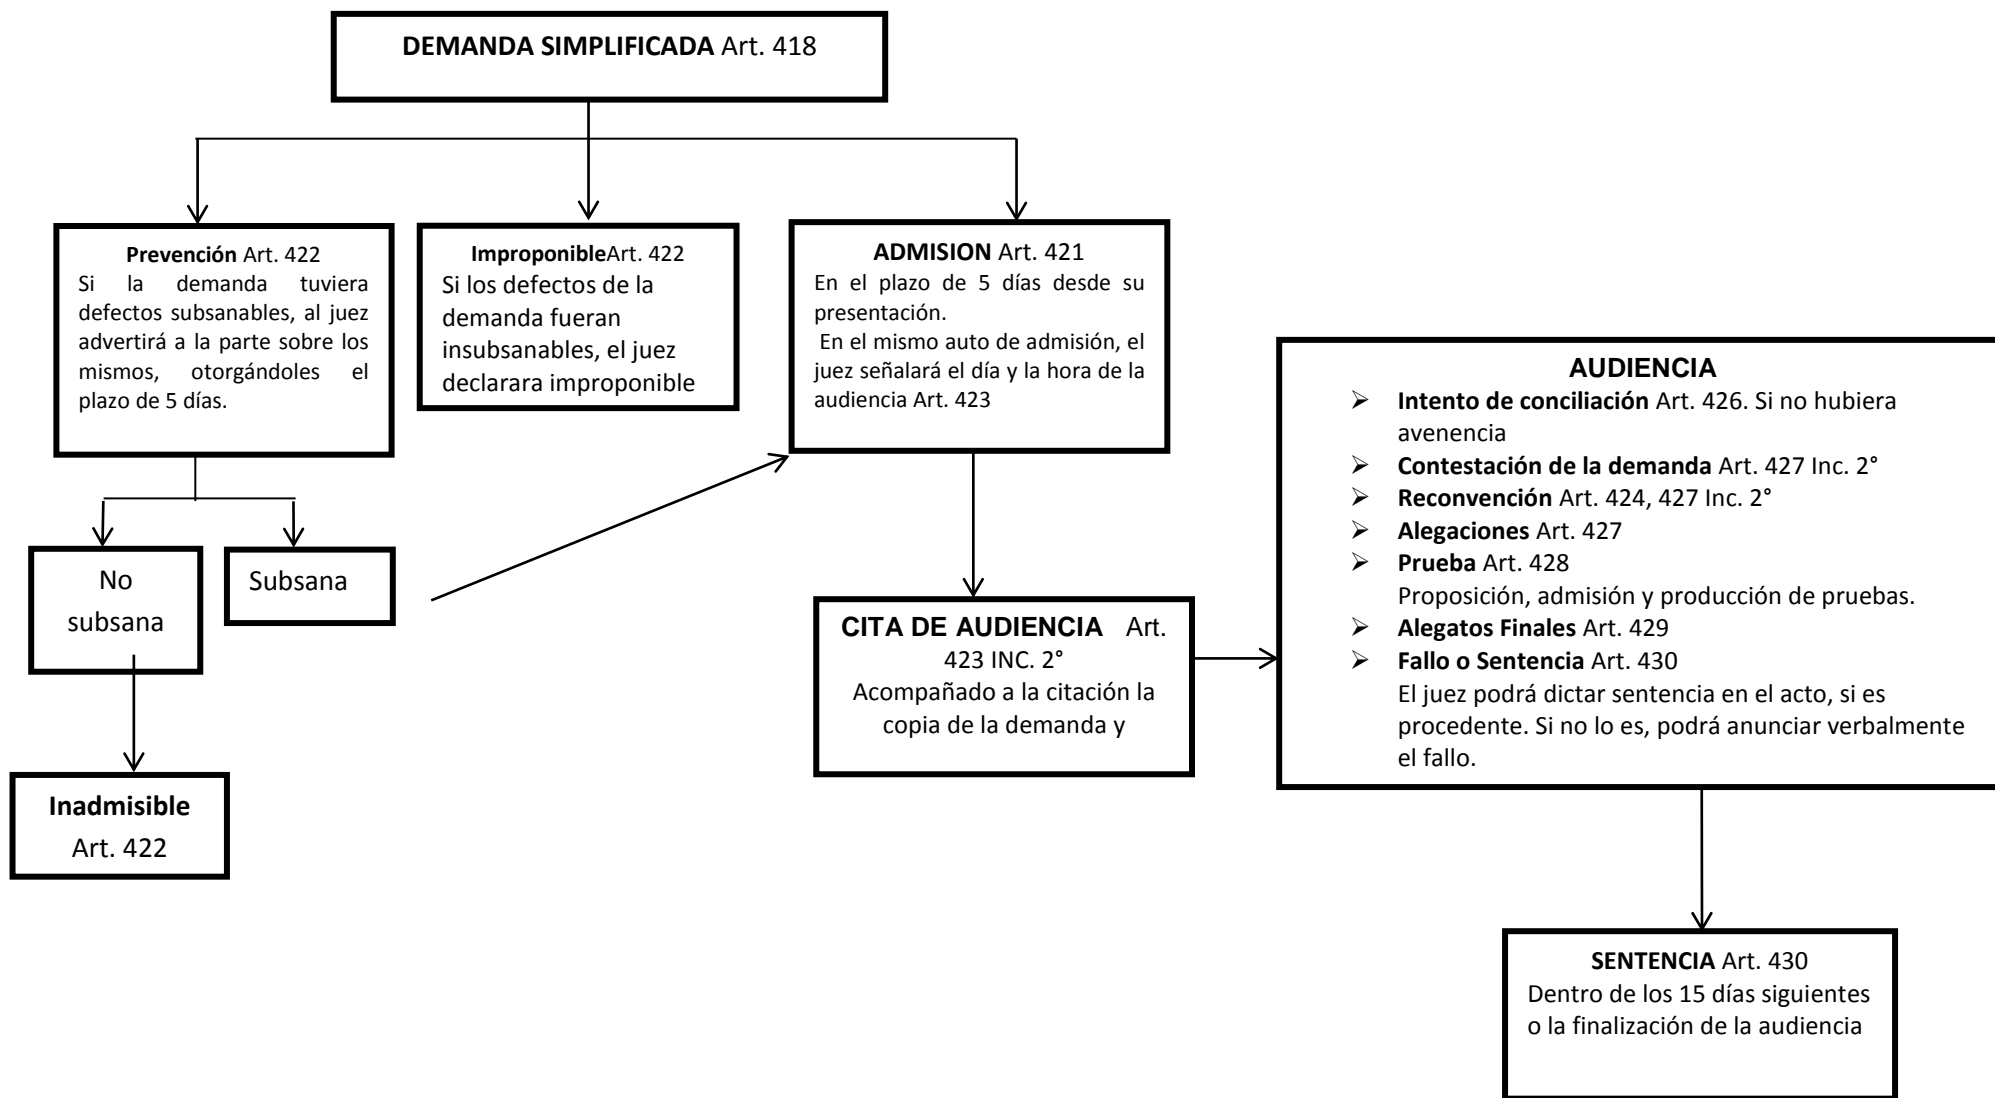 DEMANDA SIMPLIFICADA Art. 418
Prevención Art. 422
Si la demanda tuviera
defectos subsanables, al juez
advertirá a la parte sobre los
mismos, otorgándoles el
plazo de 5 días.
ImproponibleArt. 422
Si los defectos de la
demanda fueran
insubsanables, el juez
declarara improponible
ADMISION Art. 421
En el plazo de 5 días desde su
presentación.
En el mismo auto de admisión, el
juez señalará el día y la hora de la
audiencia Art. 423
No
subsana
Subsana
Inadmisible
Art. 422
CITA DE AUDIENCIA Art.
423 INC. 2°
Acompañado a la citación la
copia de la demanda y
AUDIENCIA
➢ Intento de conciliación Art. 426. Si no hubiera
avenencia
➢ Contestación de la demanda Art. 427 Inc. 2°
➢ Reconvención Art. 424, 427 Inc. 2°
➢ Alegaciones Art. 427
➢ Prueba Art. 428
Proposición, admisión y producción de pruebas.
➢ Alegatos Finales Art. 429
➢ Fallo o Sentencia Art. 430
El juez podrá dictar sentencia en el acto, si es
procedente. Si no lo es, podrá anunciar verbalmente
el fallo.
SENTENCIA Art. 430
Dentro de los 15 días siguientes
o la finalización de la audiencia